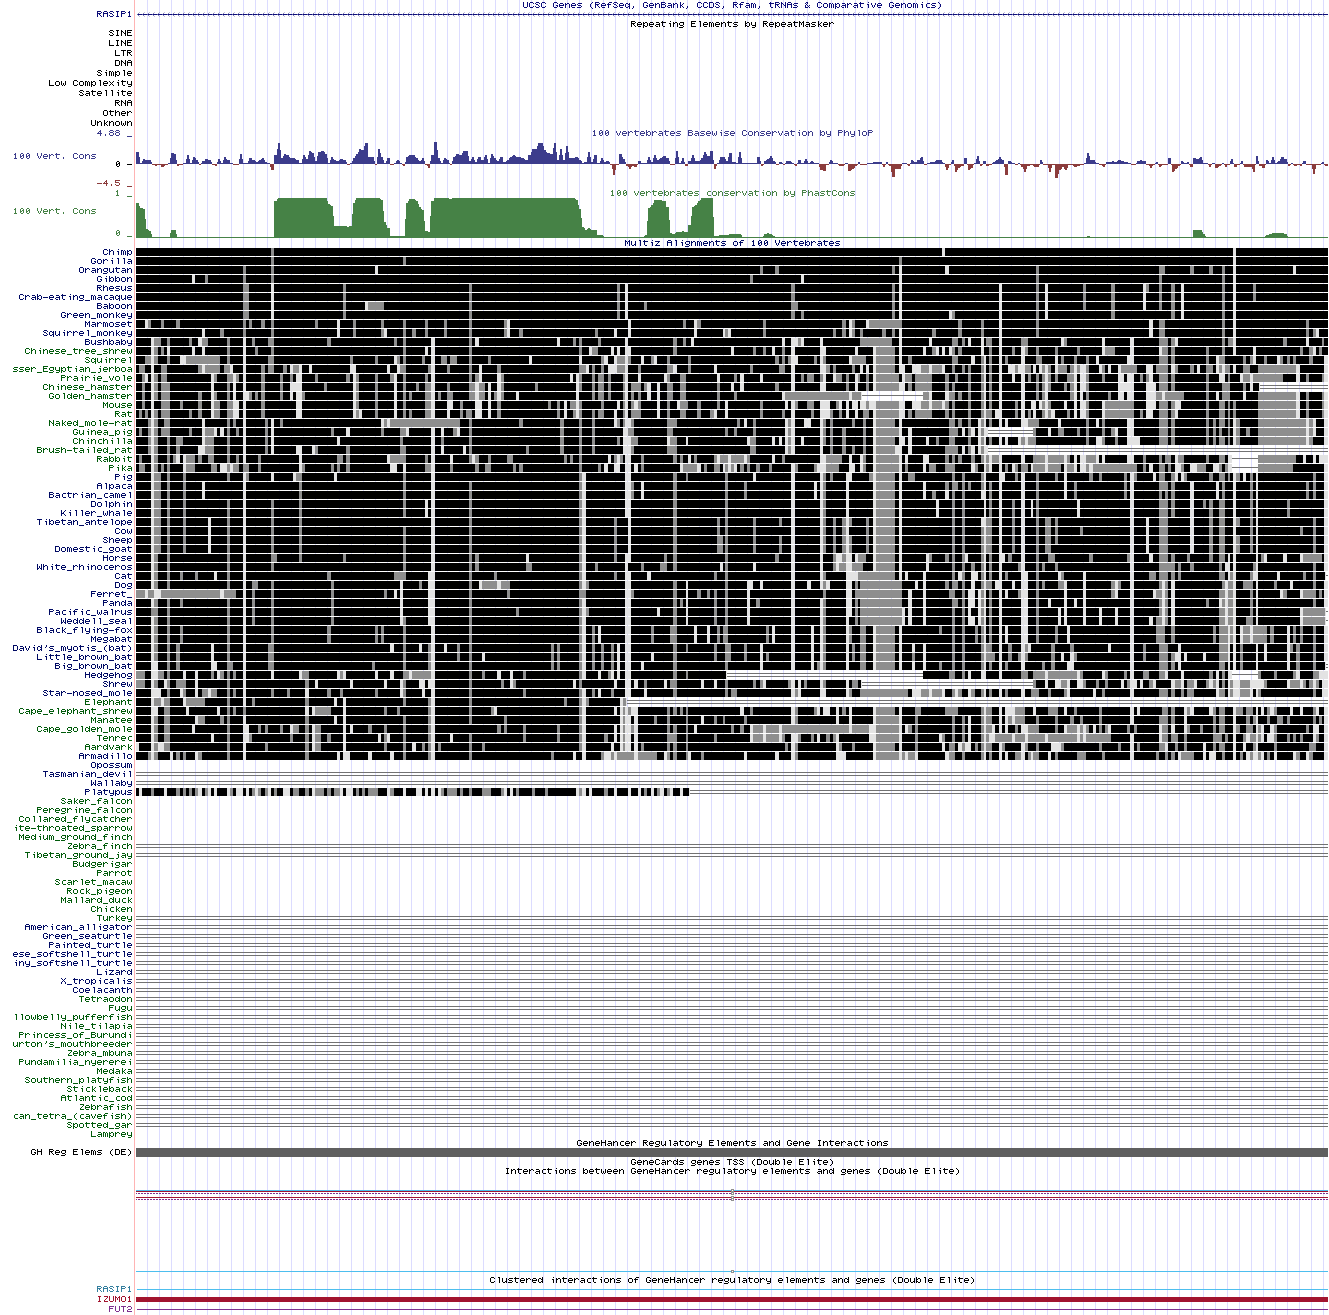 UCSC Genes (RefSeq, GenBank, CCDS, Rfam, tRNAs & Comparative Genomics)
RASIP1
Repeating Elements by RepeatMasker
SINE
LINE
LTR
DNA
Simple
Low Complexity
Satellite
RNA
Other
Unknown
4.88 _
100 vertebrates Basewise Conservation by PhyloP
100 Vert. Cons
0 _
-4.5 _
100 vertebrates conservation by PhastCons
1 _
100 Vert. Cons
0 _
Multiz Alignments of 100 Vertebrates
Chimp
Gorilla
Orangutan
Gibbon
Rhesus
Crab-eating_macaque
Baboon
Green_monkey
Marmoset
Squirrel_monkey
Bushbaby
Chinese_tree_shrew
Squirrel
sser_Egyptian_jerboa
Prairie_vole
Chinese_hamster
Golden_hamster
Mouse
Rat
Naked_mole-rat
Guinea_pig
Chinchilla
Brush-tailed_rat
Rabbit
Pika
Pig
Alpaca
Bactrian_camel
Dolphin
Killer_whale
Tibetan_antelope
Cow
Sheep
Domestic_goat
Horse
White_rhinoceros
Cat
Dog
Ferret_
Panda
Pacific_walrus
Weddell_seal
Black_flying-fox
Megabat
David's_myotis_(bat)
Little_brown_bat
Big_brown_bat
Hedgehog
Shrew
Star-nosed_mole
Elephant
Cape_elephant_shrew
Manatee
Cape_golden_mole
Tenrec
Aardvark
Armadillo
Opossum
Tasmanian_devil
Wallaby
Platypus
Saker_falcon
Peregrine_falcon
Collared_flycatcher
ite-throated_sparrow
Medium_ground_finch
Zebra_finch
Tibetan_ground_jay
Budgerigar
Parrot
Scarlet_macaw
Rock_pigeon
Mallard_duck
Chicken
Turkey
American_alligator
Green_seaturtle
Painted_turtle
ese_softshell_turtle
iny_softshell_turtle
Lizard
X_tropicalis
Coelacanth
Tetraodon
Fugu
llowbelly_pufferfish
Nile_tilapia
Princess_of_Burundi
urton's_mouthbreeder
Zebra_mbuna
Pundamilia_nyererei
Medaka
Southern_platyfish
Stickleback
Atlantic_cod
Zebrafish
can_tetra_(cavefish)
Spotted_gar
Lamprey
GeneHancer Regulatory Elements and Gene Interactions
GH Reg Elems (DE)
GeneCards genes TSS (Double Elite)
Interactions between GeneHancer regulatory elements and genes (Double Elite)
Clustered interactions of GeneHancer regulatory elements and genes (Double Elite)
RASIP1
IZUMO1
FUT2